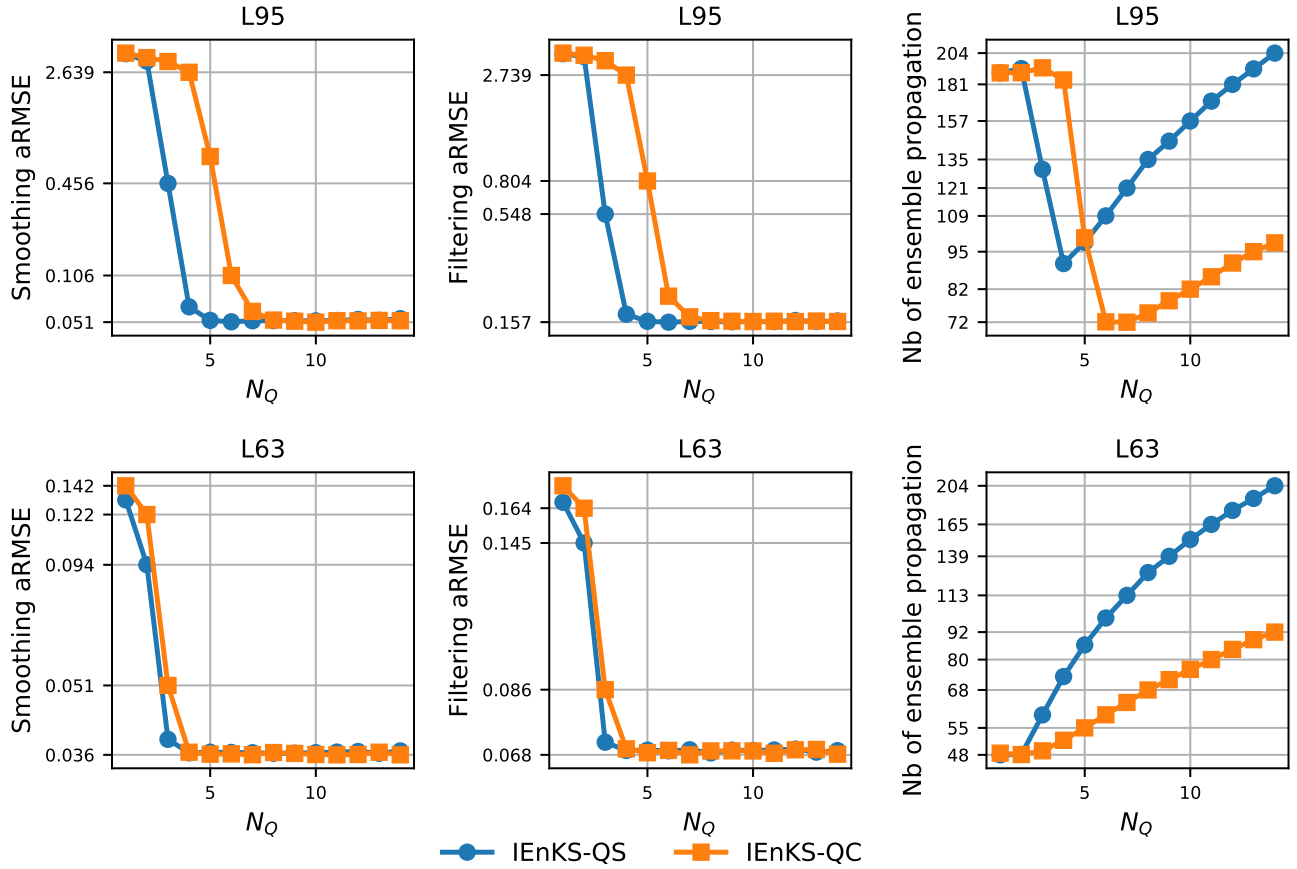 L95
Smoothing aRMSE
2.639
0.456
0.106
0.051
5
10
N_Q
L95
Filtering aRMSE
2.739
0.804
0.548
0.157
5
10
N_Q
L95
Nb of ensemble propagation
204
181
157
135
121
109
95
82
72
5
10
N_Q
L63
Smoothing aRMSE
0.142
0.122
0.094
0.051
0.036
5
10
N_Q
L63
Filtering aRMSE
0.164
0.145
0.086
0.068
5
10
N_Q
L63
Nb of ensemble propagation
204
165
139
113
92
80
68
55
48
5
10
N_Q
IEnKS-QS
IEnKS-QC